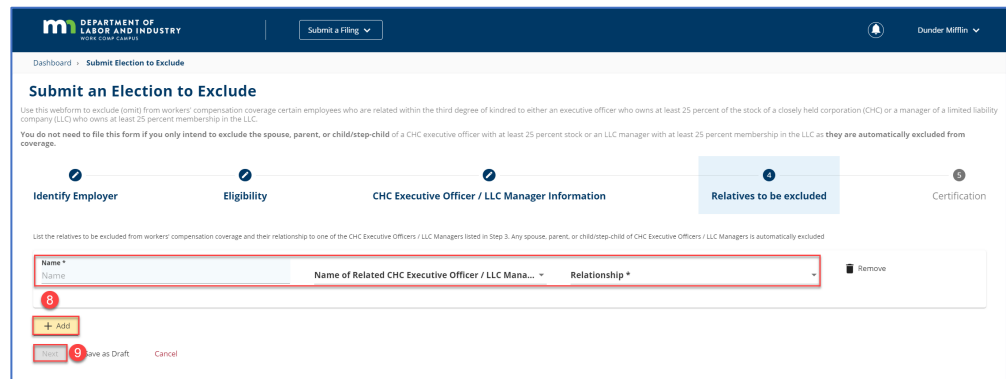 DEPARTMENT OF
LABOR AND INDUSTRY
WORK COMP CAMPUS
Submit a Filing
Dunder Mifflin
Dashboard › Submit Election to Exclude
Submit an Election to Exclude
Use this webform to exclude (omit) from workers' compensation coverage certain employees who are related within the third degree of kindred to either an executive officer who owns at least 25 percent of the stock of a closely held corporation (CHC) or a manager of a limited liability
company (LLC) who owns at least 25 percent membership in the LLC.
You do not need to file this form if you only intend to exclude the spouse, parent, or child/step-child of a CHC executive officer with at least 25 percent stock or an LLC manager with at least 25 percent membership in the LLC as they are automatically excluded from
coverage.
4 5
Identify Employer Eligibility CHC Executive Officer / LLC Manager Information Relatives to be excluded Certification
List the relatives to be excluded from workers' compensation coverage and their relationship to one of the CHC Executive Officers / LLC Managers listed in Step 3. Any spouse, parent, or child/step-child of CHC Executive Officers / LLC Managers is automatically excluded
Name *
Name Name of Related CHC Executive Officer / LLC Mana... Relationship * Remove
8
+ Add
Next 9 ave as Draft Cancel